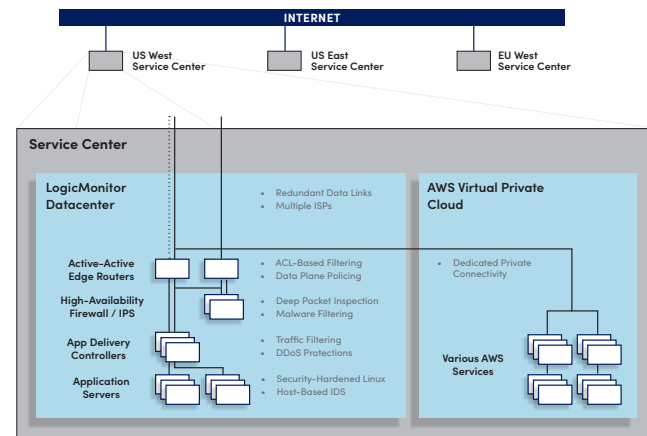 INTERNET
US West
Service Center
US East
Service Center
EU West
Service Center
Service Center
LogicMonitor
Datacenter
• Redundant Data Links
• Multiple ISPs
AWS Virtual Private
Cloud
Active-Active
Edge Routers
• ACL-Based Filtering
• Data Plane Policing
• Dedicated Private
Connectivity
High-Availability
Firewall / IPS
• Deep Packet Inspection
• Malware Filtering
App Delivery
Controllers
• Traffic Filtering
• DDoS Protections
Various AWS
Services
Application
Servers
• Security-Hardened Linux
• Host-Based IDS